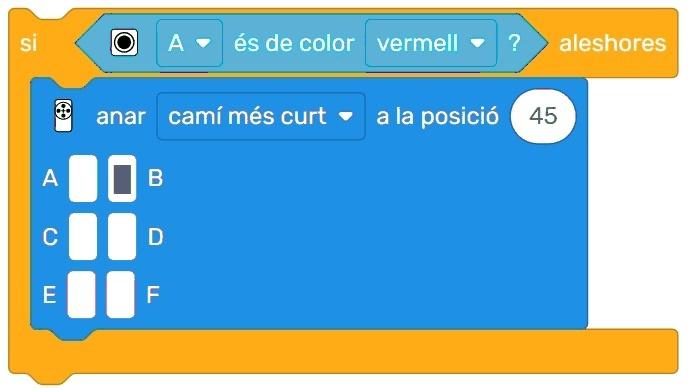 si A és de color vermell ? aleshores
anar camí més curt a la posició 45
A B
C D
E F